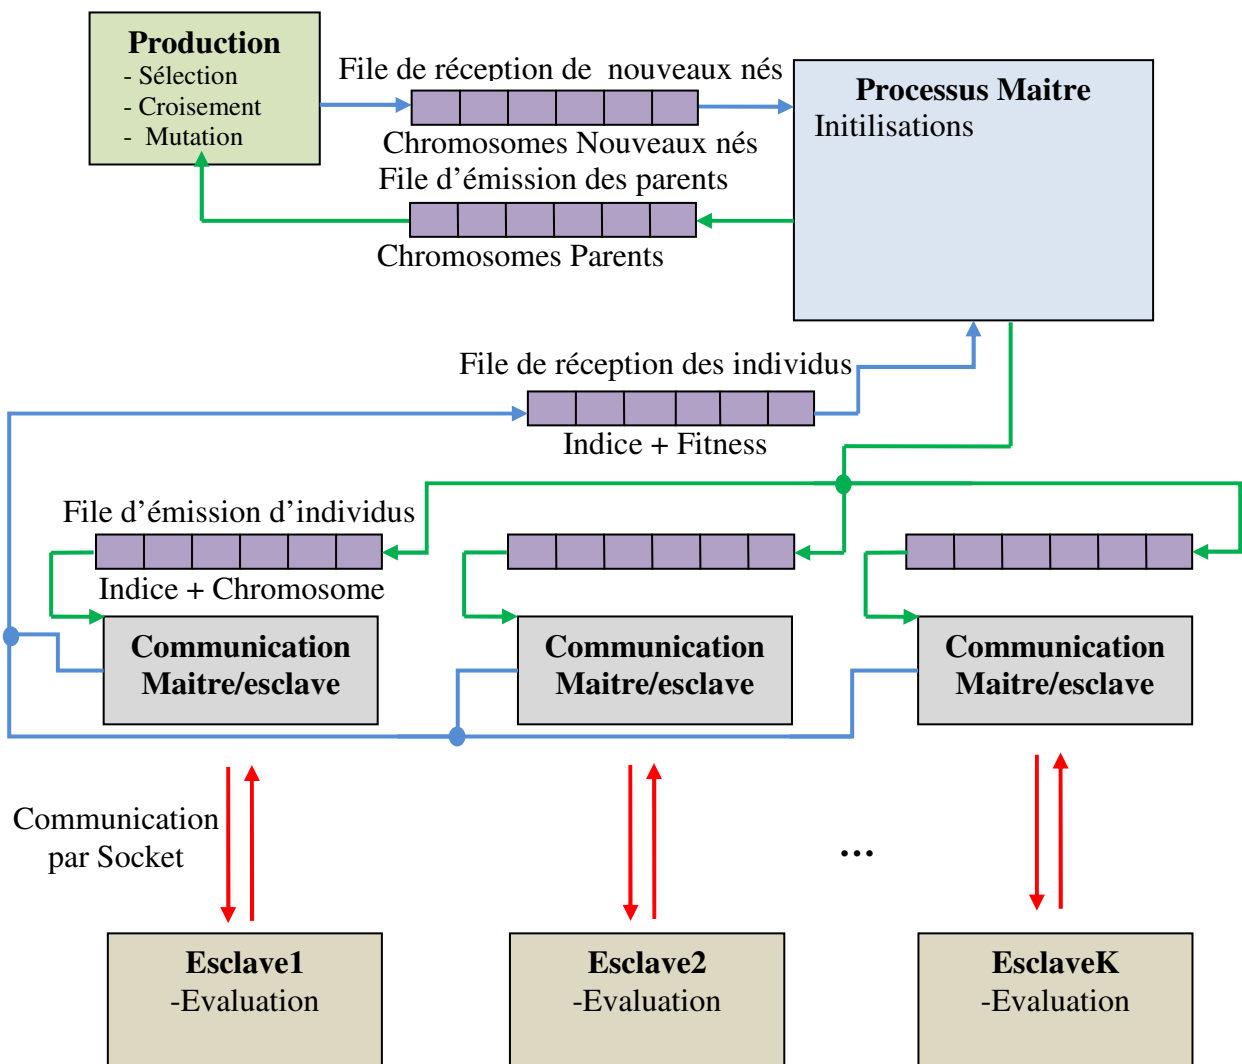 Production
- Sélection
- Croisement
- Mutation
File de réception de nouveaux nés
Chromosomes Nouveaux nés
File d’émission des parents
Chromosomes Parents
Processus Maitre
Initilisations
File de réception des individus
Indice + Fitness
File d’émission d’individus
Indice + Chromosome
Communication
Maitre/esclave
Communication
Maitre/esclave
Communication
Maitre/esclave
Communication
par Socket
...
Esclave1
-Evaluation
Esclave2
-Evaluation
EsclaveK
-Evaluation